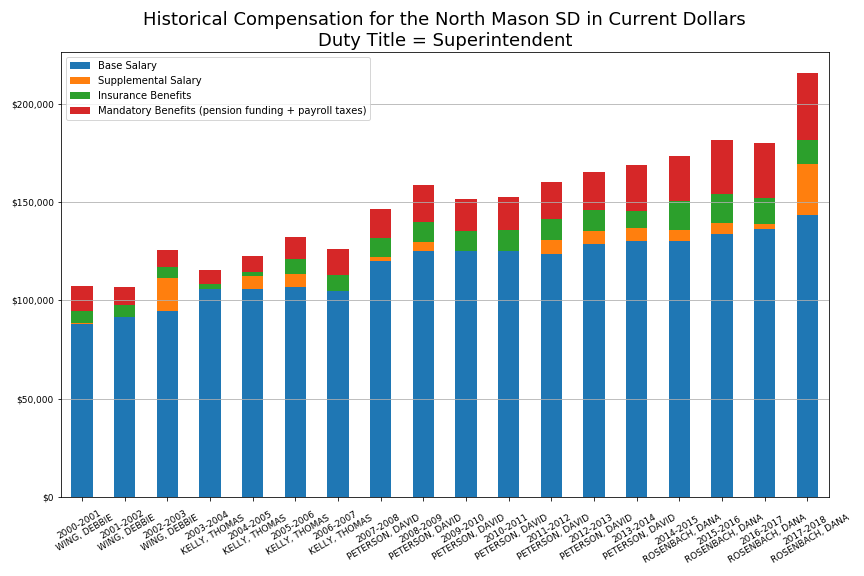 Historical Compensation for the North Mason SD in Current Dollars
Duty Title = Superintendent
Base Salary
Supplemental Salary
Insurance Benefits
Mandatory Benefits (pension funding + payroll taxes)
$200,000
$150,000
$100,000
$50,000
$0
2000-2001
WING, DEBBIE
2001-2002
WING, DEBBIE
2002-2003
WING, DEBBIE
2003-2004
KELLY, THOMAS
2004-2005
KELLY, THOMAS
2005-2006
KELLY, THOMAS
2006-2007
KELLY, THOMAS
2007-2008
PETERSON, DAVID
2008-2009
PETERSON, DAVID
2009-2010
PETERSON, DAVID
2010-2011
PETERSON, DAVID
2011-2012
PETERSON, DAVID
2012-2013
PETERSON, DAVID
2013-2014
PETERSON, DAVID
2014-2015
ROSENBACH, DANA
2015-2016
ROSENBACH, DANA
2016-2017
ROSENBACH, DANA
2017-2018
ROSENBACH, DANA